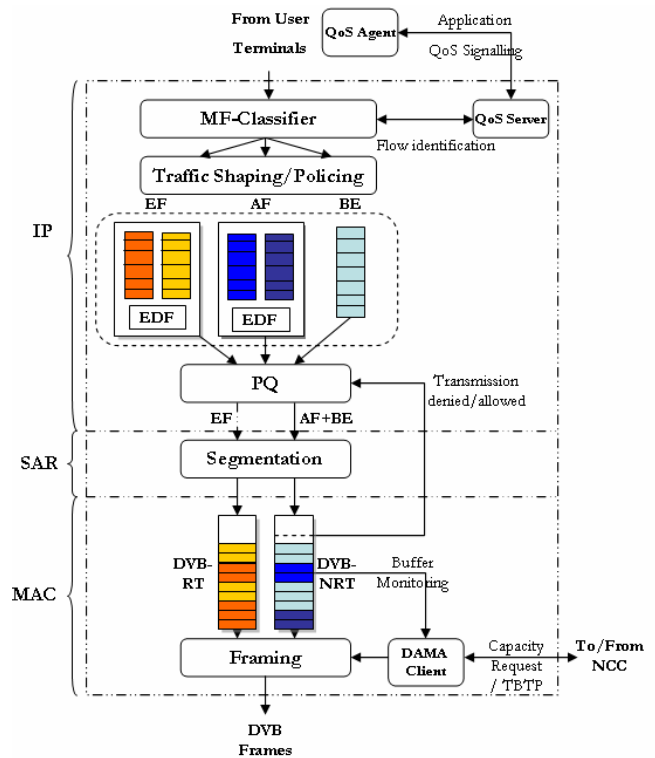 From User
Terminals
QoS Agent
Application
QoS Signalling
MF-Classifier
QoS Server
Flow identification
Traffic Shaping/Policing
EF
AF
BE
IP
EDF
EDF
PQ
Transmission
denied/allowed
EF
AF+BE
SAR
Segmentation
MAC
DVB-
RT
DVB-
NRT
Buffer
Monitoring
Framing
DAMA
Client
Capacity
Request
/ TBTP
To/From
NCC
DVB
Frames